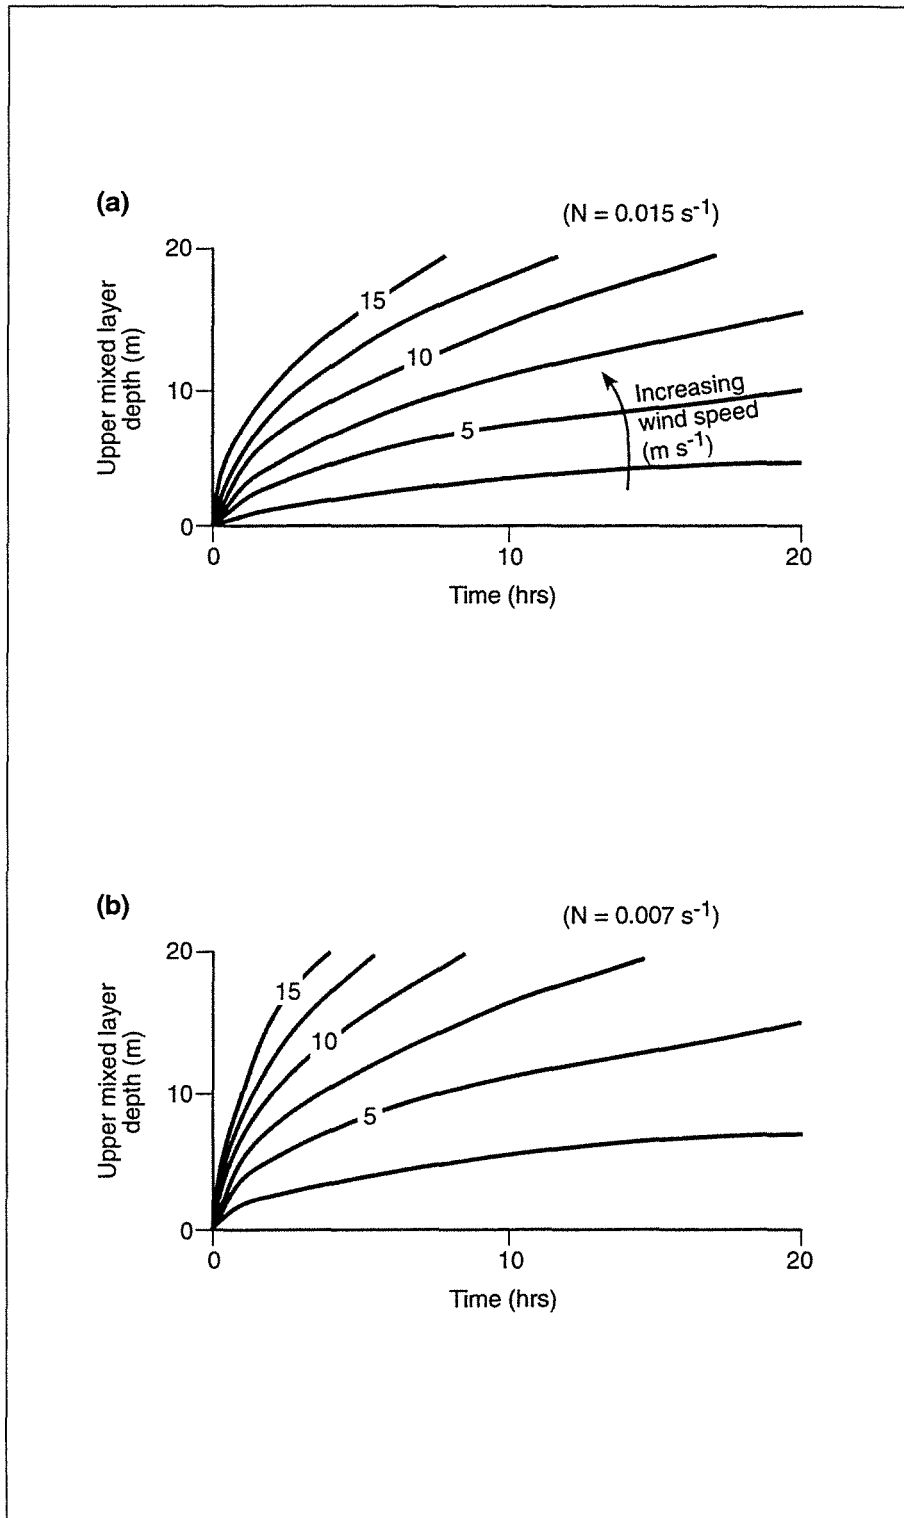 (a)
(N = 0.015 s⁻¹)
20
10
0
Upper mixed layer
depth (m)
15
10
5
Increasing
wind speed
(m s⁻¹)
0
10
20
Time (hrs)
(b)
(N = 0.007 s⁻¹)
20
10
0
Upper mixed layer
depth (m)
15
10
5
0
10
20
Time (hrs)